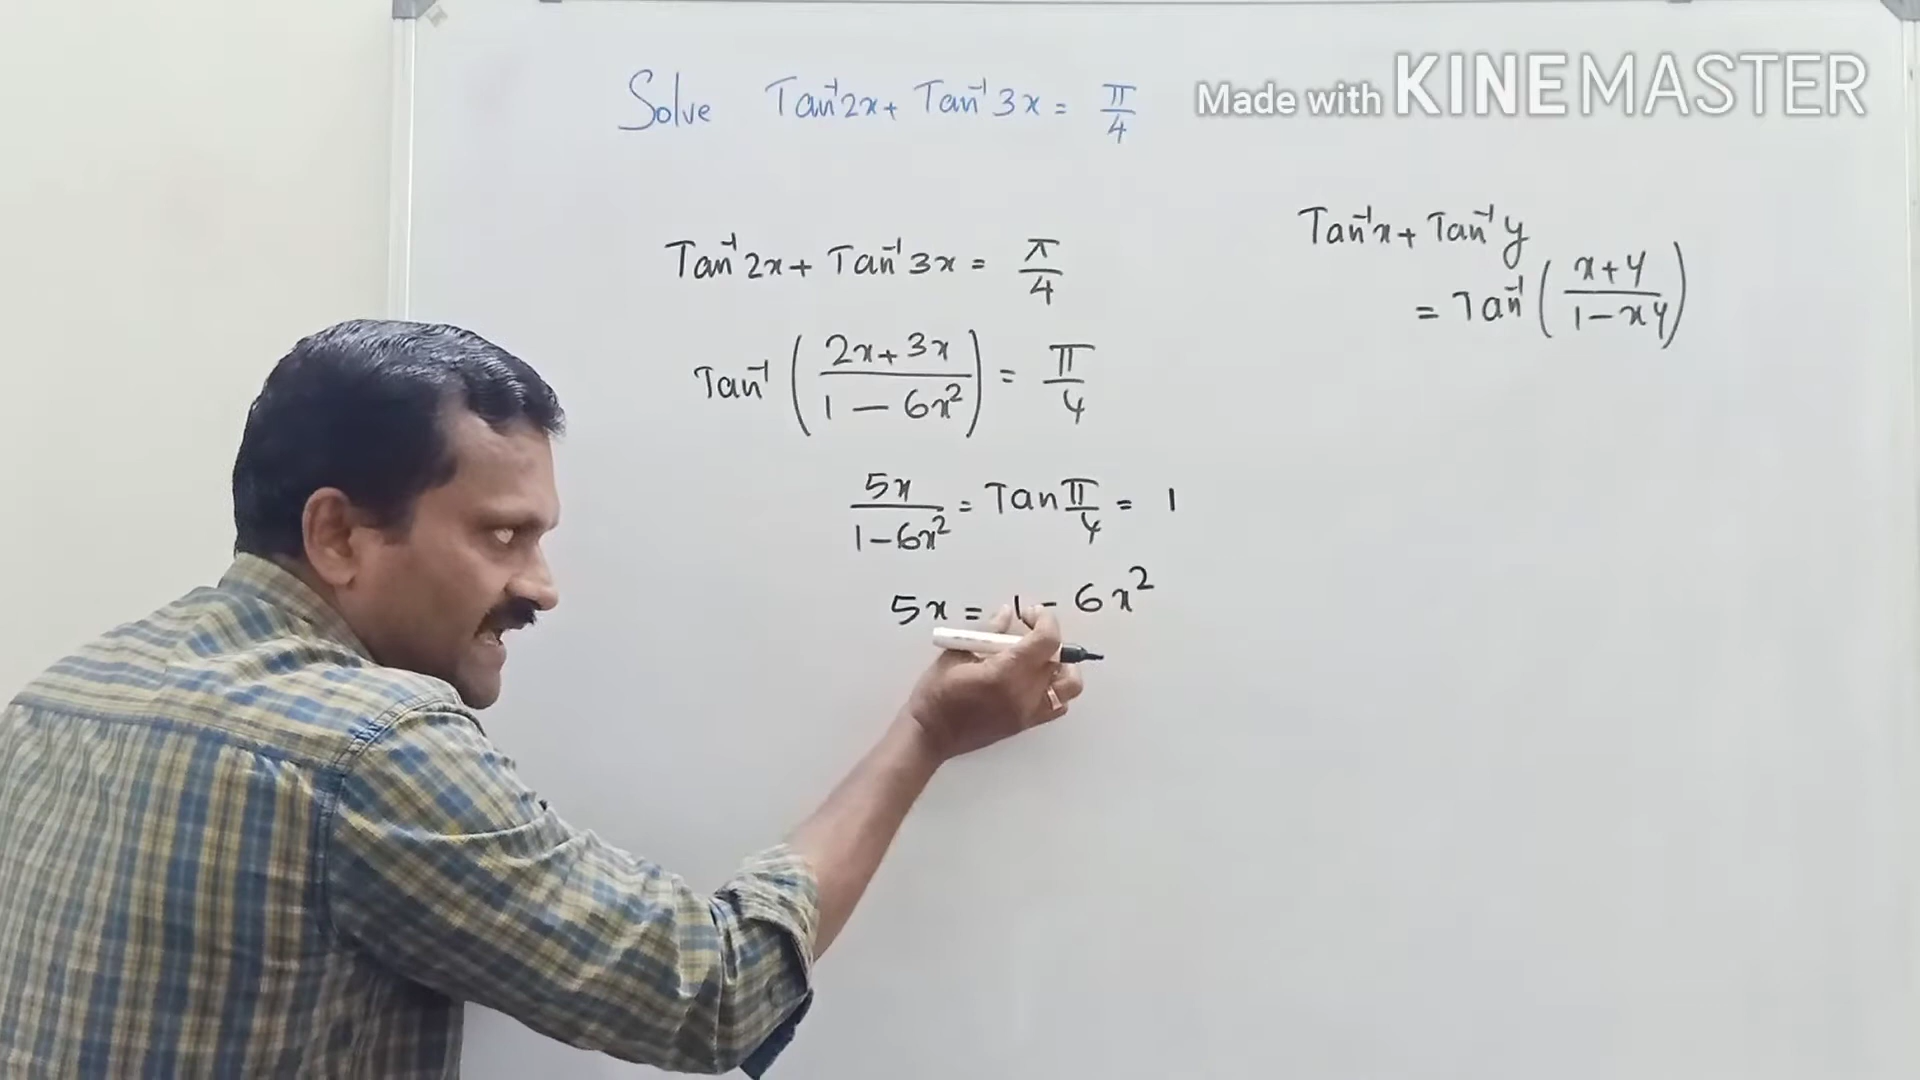 Solve Tan⁻¹2x + Tan⁻¹3x = π/4
Made with KINEMASTER
Tan⁻¹2x + Tan⁻¹3x = π/4
Tan⁻¹((2x+3x)/(1 - 6x²)) = π/4
5x/(1-6x²) = Tan π/4 = 1
5x = 1 - 6x²
Tan⁻¹x + Tan⁻¹y
= Tan⁻¹((x+y)/(1-xy))